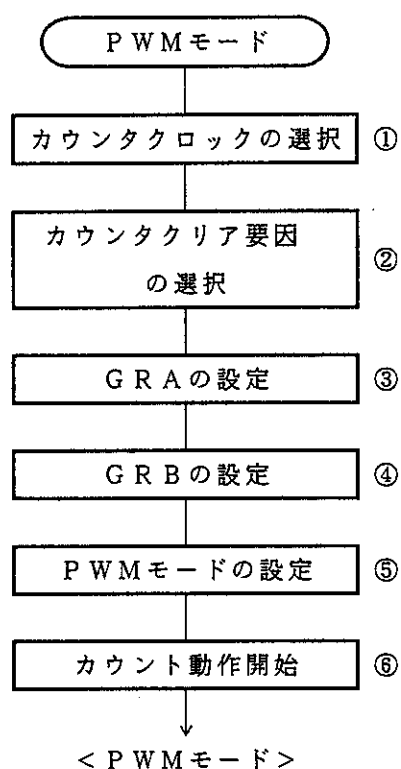 PWMモード
カウンタクロックの選択 ①
カウンタクリア要因
の選択 ②
GRAの設定 ③
GRBの設定 ④
PWMモードの設定 ⑤
カウント動作開始 ⑥
<PWMモード>